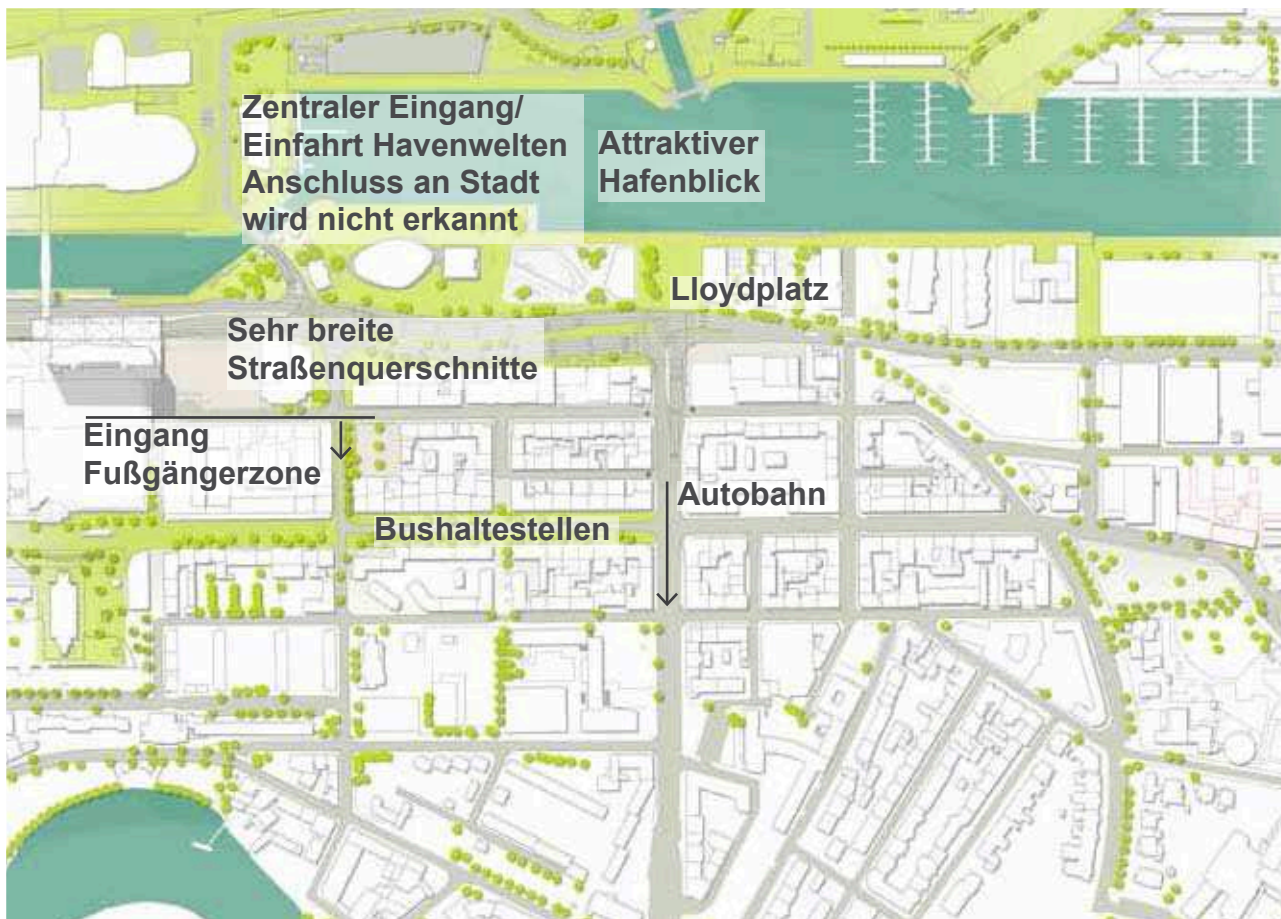 Zentraler Eingang/
Einfahrt Havenwelten
Anschluss an Stadt
wird nicht erkannt
Attraktiver
Hafenblick
Lloydplatz
Sehr breite
Straßenquerschnitte
Eingang
Fußgängerzone
Autobahn
Bushaltestellen